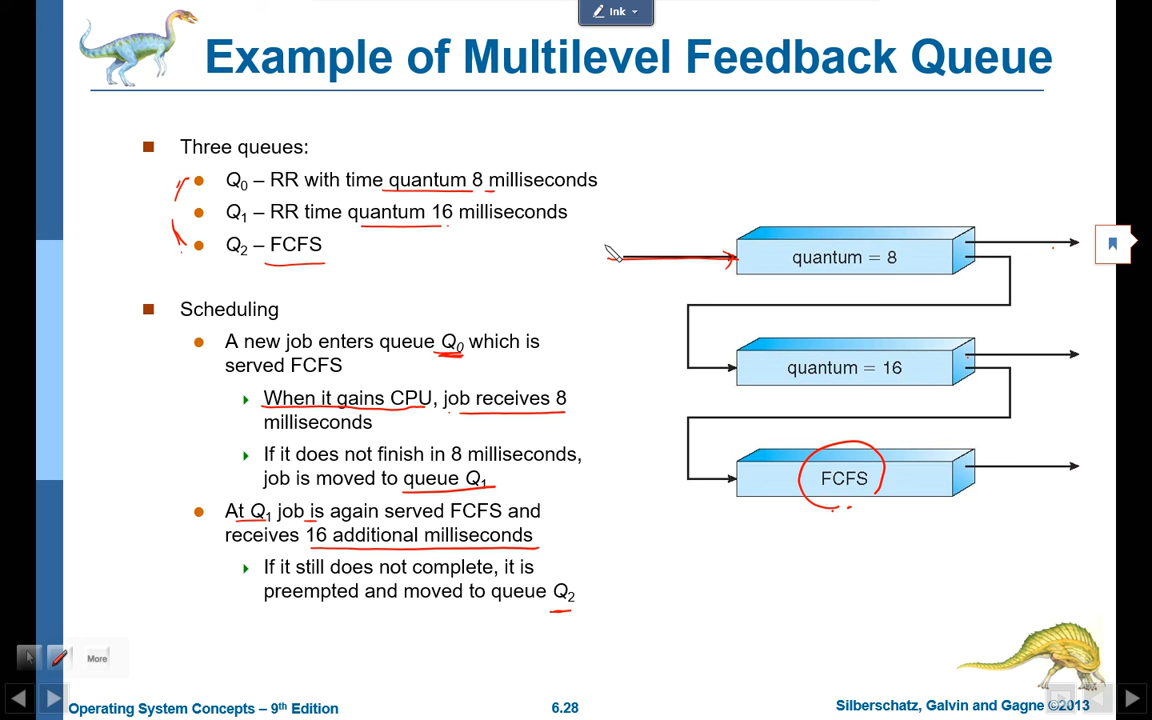 Ink
Example of Multilevel Feedback Queue
Three queues:
Q0 – RR with time quantum 8 milliseconds
Q1 – RR time quantum 16 milliseconds
Q2 – FCFS
Scheduling
A new job enters queue Q0 which is
served FCFS
When it gains CPU, job receives 8
milliseconds
If it does not finish in 8 milliseconds,
job is moved to queue Q1
At Q1 job is again served FCFS and
receives 16 additional milliseconds
If it still does not complete, it is
preempted and moved to queue Q2
quantum = 8
quantum = 16
FCFS
More
Operating System Concepts – 9th Edition
6.28
Silberschatz, Galvin and Gagne ©2013